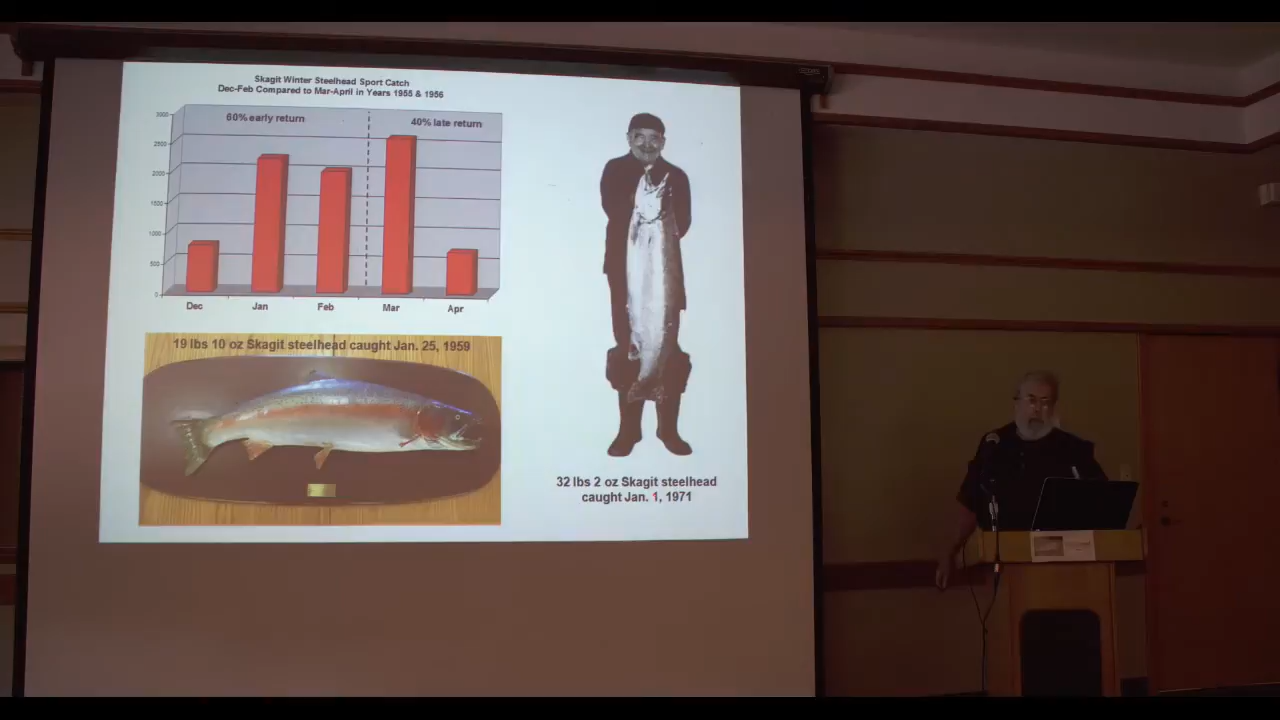 Skagit Winter Steelhead Sport Catch
Dec-Feb Compared to Mar-April in Years 1955 & 1956
60% early return
40% late return
3000
2500
2000
1500
1000
500
0
Dec Jan Feb Mar Apr
19 lbs 10 oz Skagit steelhead caught Jan. 25, 1959
32 lbs 2 oz Skagit steelhead
caught Jan. 1, 1971